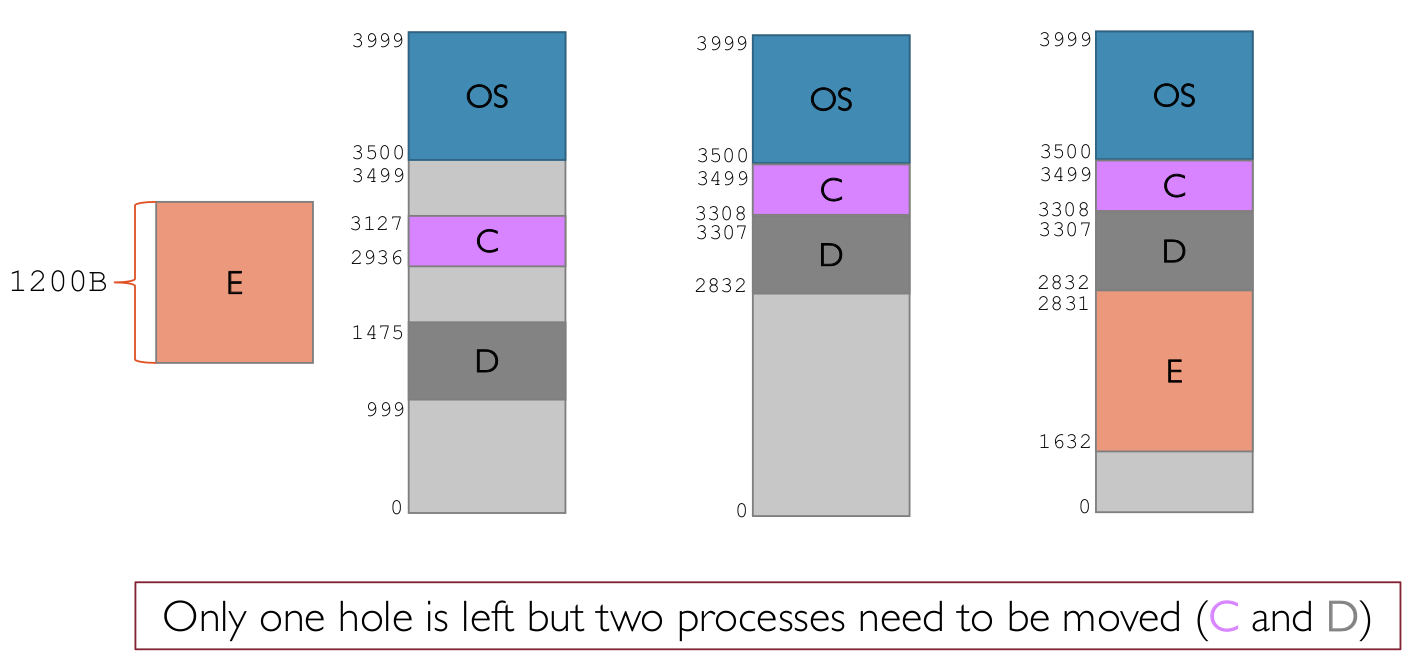 1200B
E
3999
OS
3500
3499
3127
C
2936
1475
D
999
0
3999
OS
3500
3499
C
3308
3307
D
2832
0
3999
OS
3500
3499
C
3308
3307
D
2832
2831
E
1632
0
Only one hole is left but two processes need to be moved (C and D)